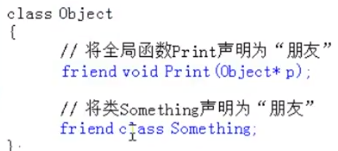 class Object
{
// 将全局函数Print声明为“朋友”
friend void Print(Object* p);
// 将类Something声明为“朋友”
friend class Something;
};